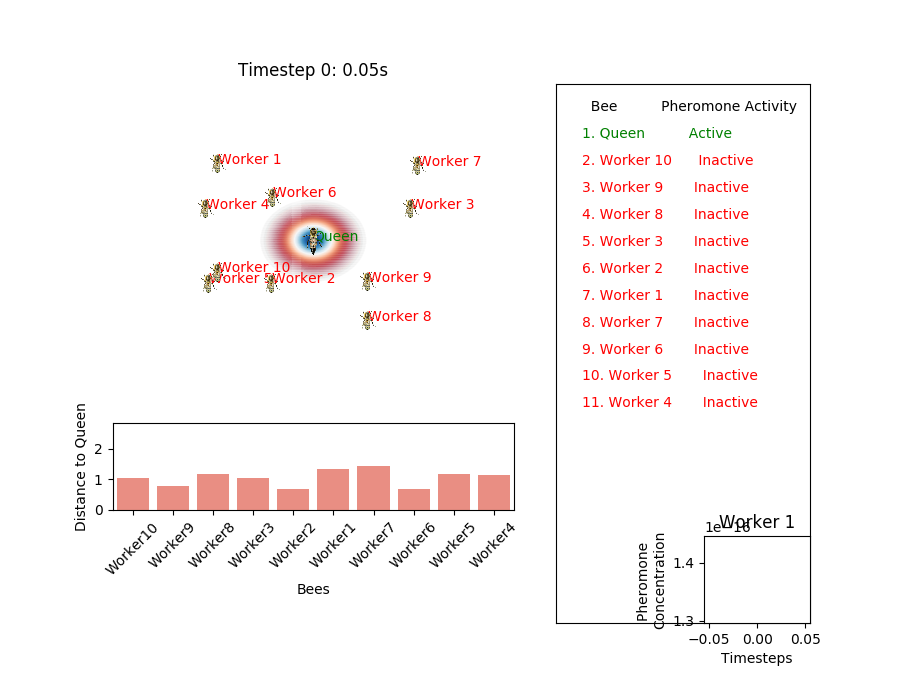 Timestep 0: 0.05s
Worker 1
Worker 7
Worker 6
Worker 4
Worker 3
Queen
Worker 10
Worker
Worker 2
Worker 9
Worker 8
Bee Pheromone Activity
1. Queen Active
2. Worker 10 Inactive
3. Worker 9 Inactive
4. Worker 8 Inactive
5. Worker 3 Inactive
6. Worker 2 Inactive
7. Worker 1 Inactive
8. Worker 7 Inactive
9. Worker 6 Inactive
10. Worker 5 Inactive
11. Worker 4 Inactive
Distance to Queen
2
1
0
Worker10
Worker9
Worker8
Worker3
Worker2
Worker1
Worker7
Worker6
Worker5
Worker4
Bees
Worker 1
1e−16
Pheromone
Concentration
1.4
1.3
−0.05 0.00 0.05
Timesteps